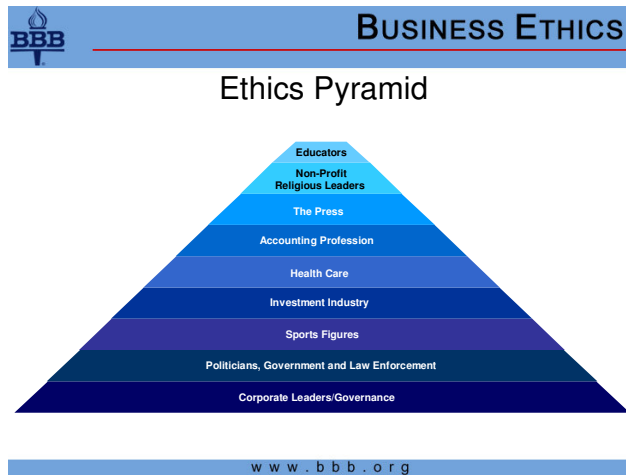 BBB
BUSINESS ETHICS
Ethics Pyramid
Educators
Non-Profit
Religious Leaders
The Press
Accounting Profession
Health Care
Investment Industry
Sports Figures
Politicians, Government and Law Enforcement
Corporate Leaders/Governance
www.bbb.org